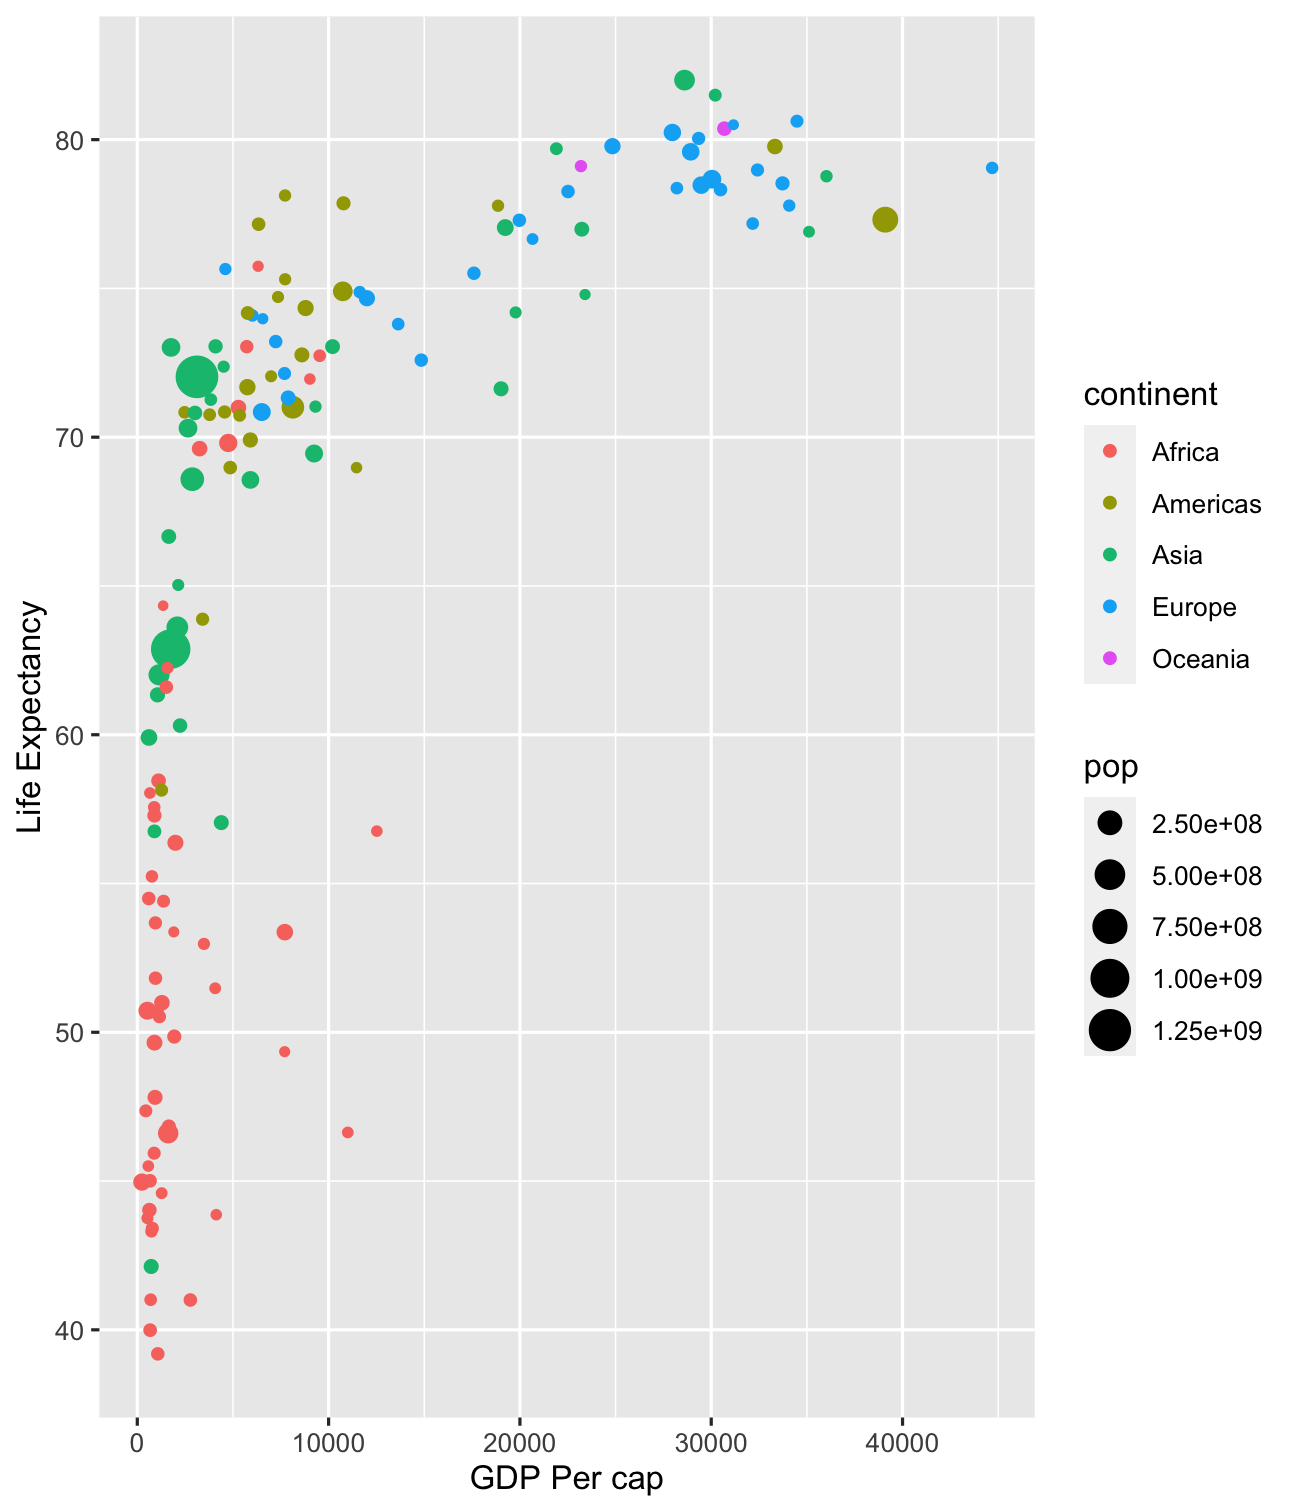 80
70
60
50
40
Life Expectancy
0 10000 20000 30000 40000
GDP Per cap
continent
Africa
Americas
Asia
Europe
Oceania
pop
2.50e+08
5.00e+08
7.50e+08
1.00e+09
1.25e+09